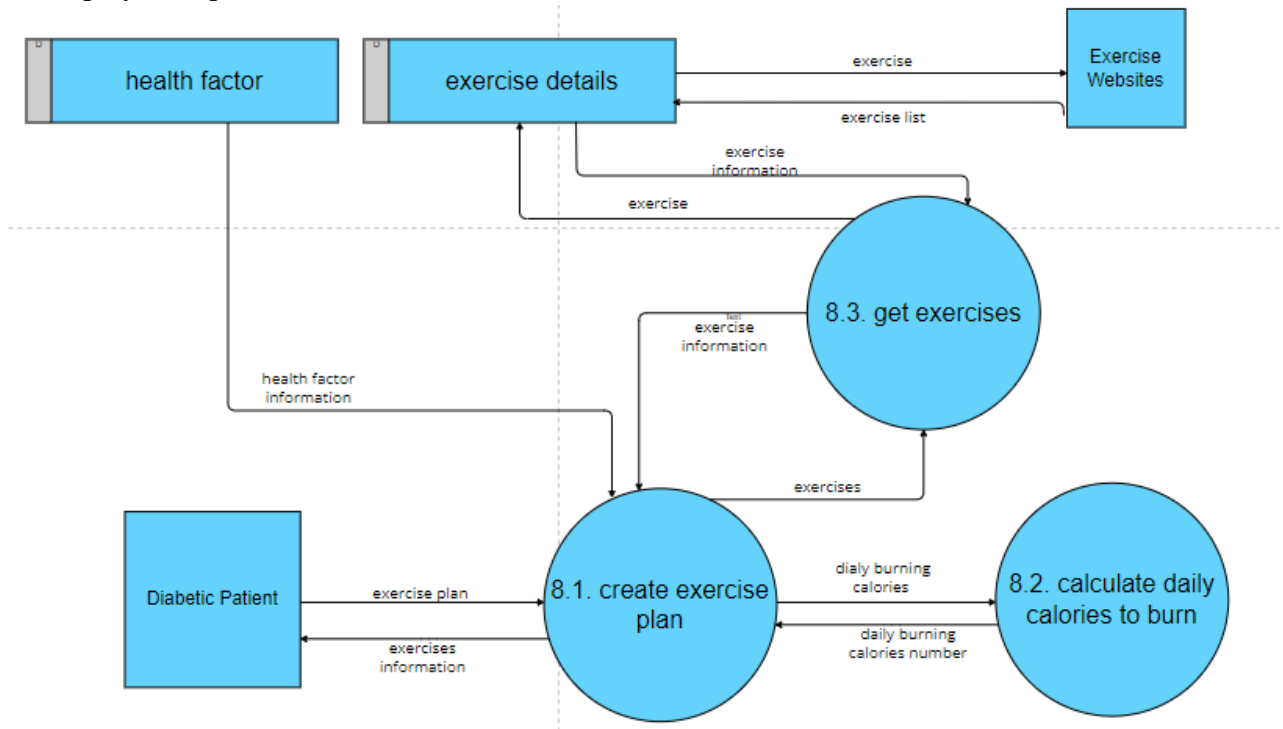 D
health factor
D
exercise details
exercise
exercise list
Exercise
Websites
exercise
information
exercise
8.3. get exercises
Text
exercise
information
health factor
information
exercises
Diabetic Patient
exercise plan
exercises
information
8.1. create exercise
plan
dialy burning
calories
daily burning
calories number
8.2. calculate daily
calories to burn